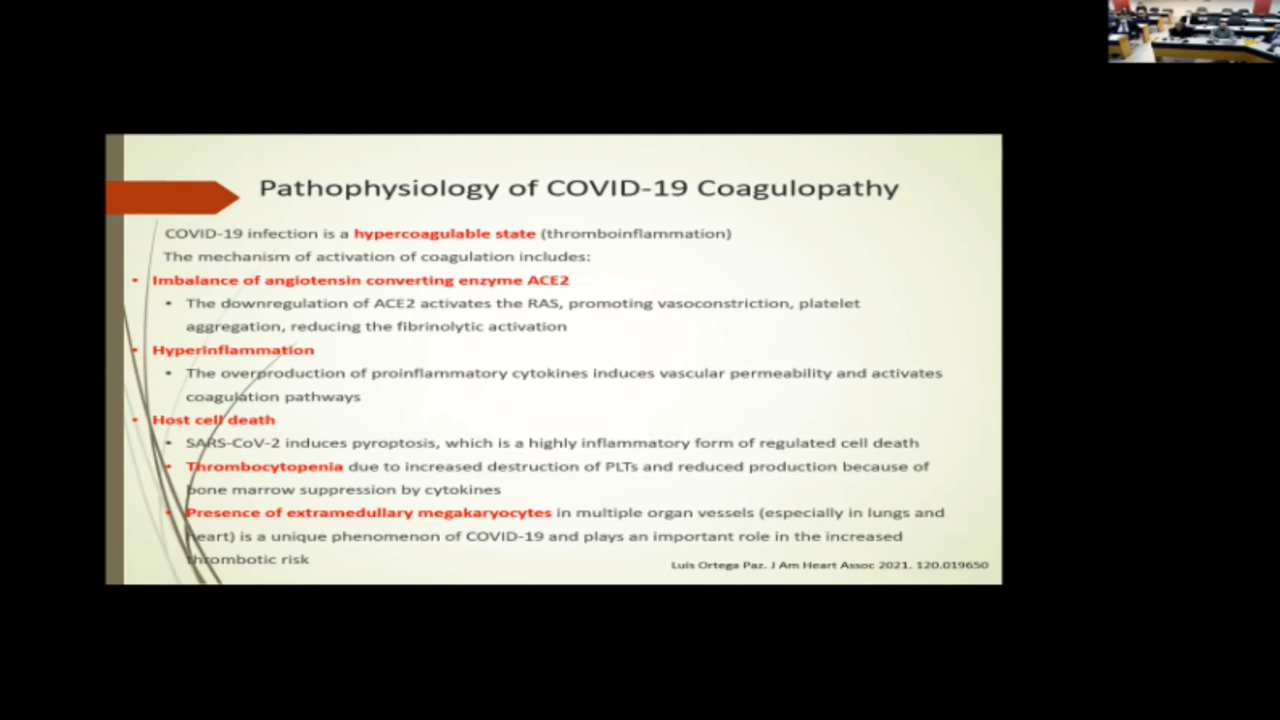 Pathophysiology of COVID-19 Coagulopathy
COVID-19 infection is a hypercoagulable state (thromboinflammation)
The mechanism of activation of coagulation includes:
• Imbalance of angiotensin converting enzyme ACE2
• The downregulation of ACE2 activates the RAS, promoting vasoconstriction, platelet
aggregation, reducing the fibrinolytic activation
• Hyperinflammation
• The overproduction of proinflammatory cytokines induces vascular permeability and activates
coagulation pathways
• Host cell death
• SARS-CoV-2 induces pyroptosis, which is a highly inflammatory form of regulated cell death
• Thrombocytopenia due to increased destruction of PLTs and reduced production because of
bone marrow suppression by cytokines
• Presence of extramedullary megakaryocytes in multiple organ vessels (especially in lungs and
heart) is a unique phenomenon of COVID-19 and plays an important role in the increased
thrombotic risk
Luis Ortega Paz. J Am Heart Assoc 2021. 120.019650